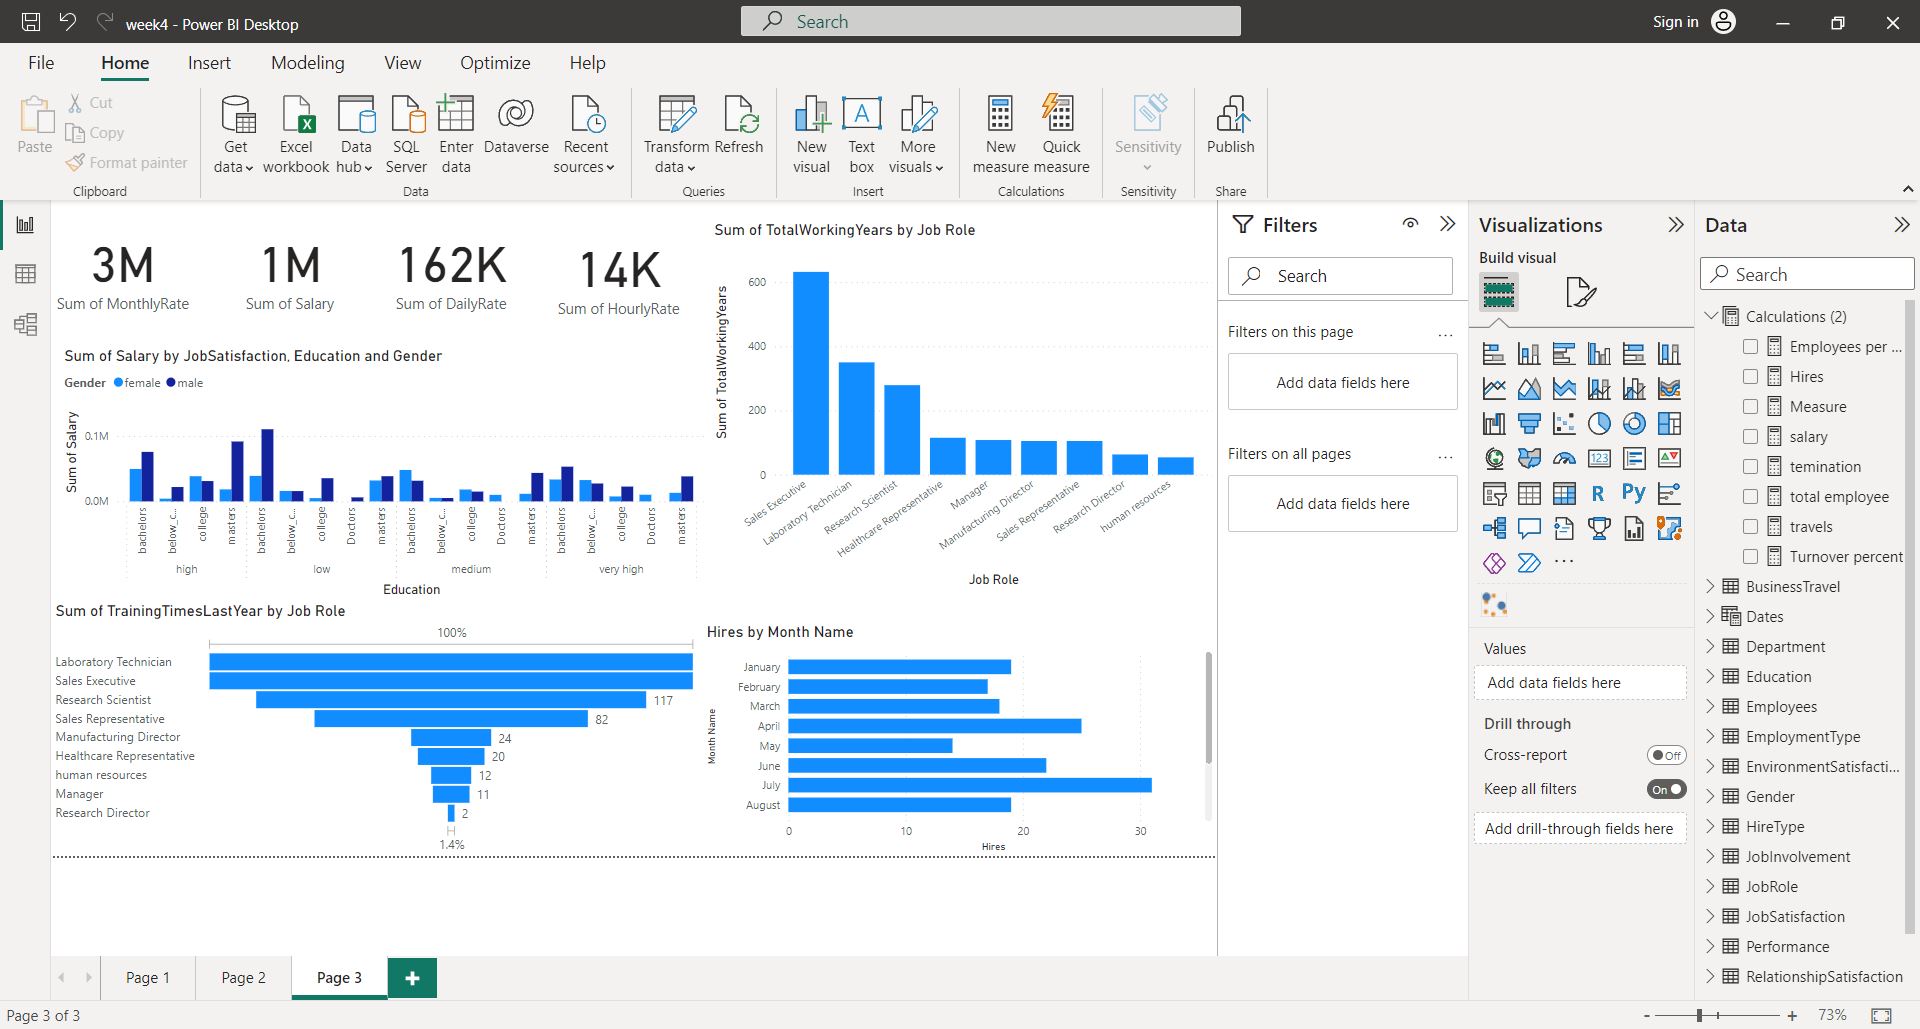 week4 - Power BI Desktop
Search
Sign in
File Home Insert Modeling View Optimize Help
Paste
Cut
Copy
Format painter
Clipboard
Get data
Excel workbook
Data hub
SQL Server
Enter data
Dataverse
Recent sources
Data
Transform data
Refresh
Queries
New visual
Text box
More visuals
Insert
New measure
Quick measure
Calculations
Sensitivity
Sensitivity
Publish
Share
3M
Sum of MonthlyRate
1M
Sum of Salary
162K
Sum of DailyRate
14K
Sum of HourlyRate
Sum of Salary by JobSatisfaction, Education and Gender
Gender female male
Sum of Salary
0.1M
0.0M
bachelors below_c... college masters bachelors below_c... college Doctors masters bachelors below_c... college Doctors masters bachelors below_c... college Doctors masters
high low medium very high
Education
Sum of TotalWorkingYears by Job Role
Sum of TotalWorkingYears
600
400
200
0
Sales Executive
Laboratory Technician
Research Scientist
Healthcare Representative
Manager
Manufacturing Director
Sales Representative
Research Director
human resources
Job Role
Sum of TrainingTimesLastYear by Job Role
100%
Laboratory Technician
Sales Executive
Research Scientist 117
Sales Representative 82
Manufacturing Director 24
Healthcare Representative 20
human resources 12
Manager 11
Research Director 2
1.4%
Hires by Month Name
Month Name
January
February
March
April
May
June
July
August
0 10 20 30
Hires
Filters
Search
Filters on this page ...
Add data fields here
Filters on all pages ...
Add data fields here
Visualizations
Build visual
123
R Py
...
Values
Add data fields here
Drill through
Cross-report Off
Keep all filters On
Add drill-through fields here
Data
Search
Calculations (2)
Employees per ...
Hires
Measure
salary
temination
total employee
travels
Turnover percent
BusinessTravel
Dates
Department
Education
Employees
EmploymentType
EnvironmentSatisfacti...
Gender
HireType
JobInvolvement
JobRole
JobSatisfaction
Performance
RelationshipSatisfaction
Page 1 Page 2 Page 3 +
Page 3 of 3
- + 73%